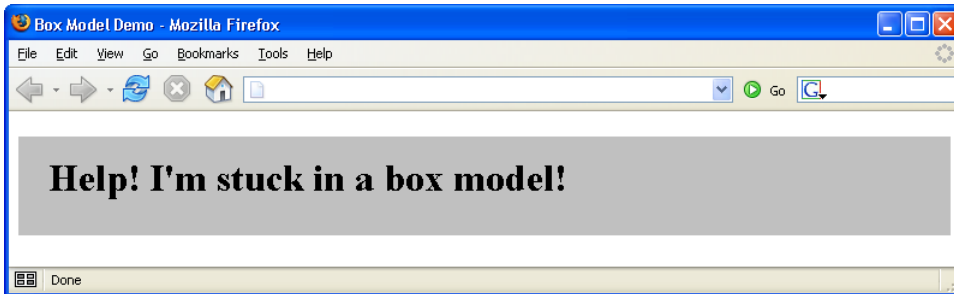 Box Model Demo - Mozilla Firefox
File Edit View Go Bookmarks Tools Help
Go G
Help! I'm stuck in a box model!
Done